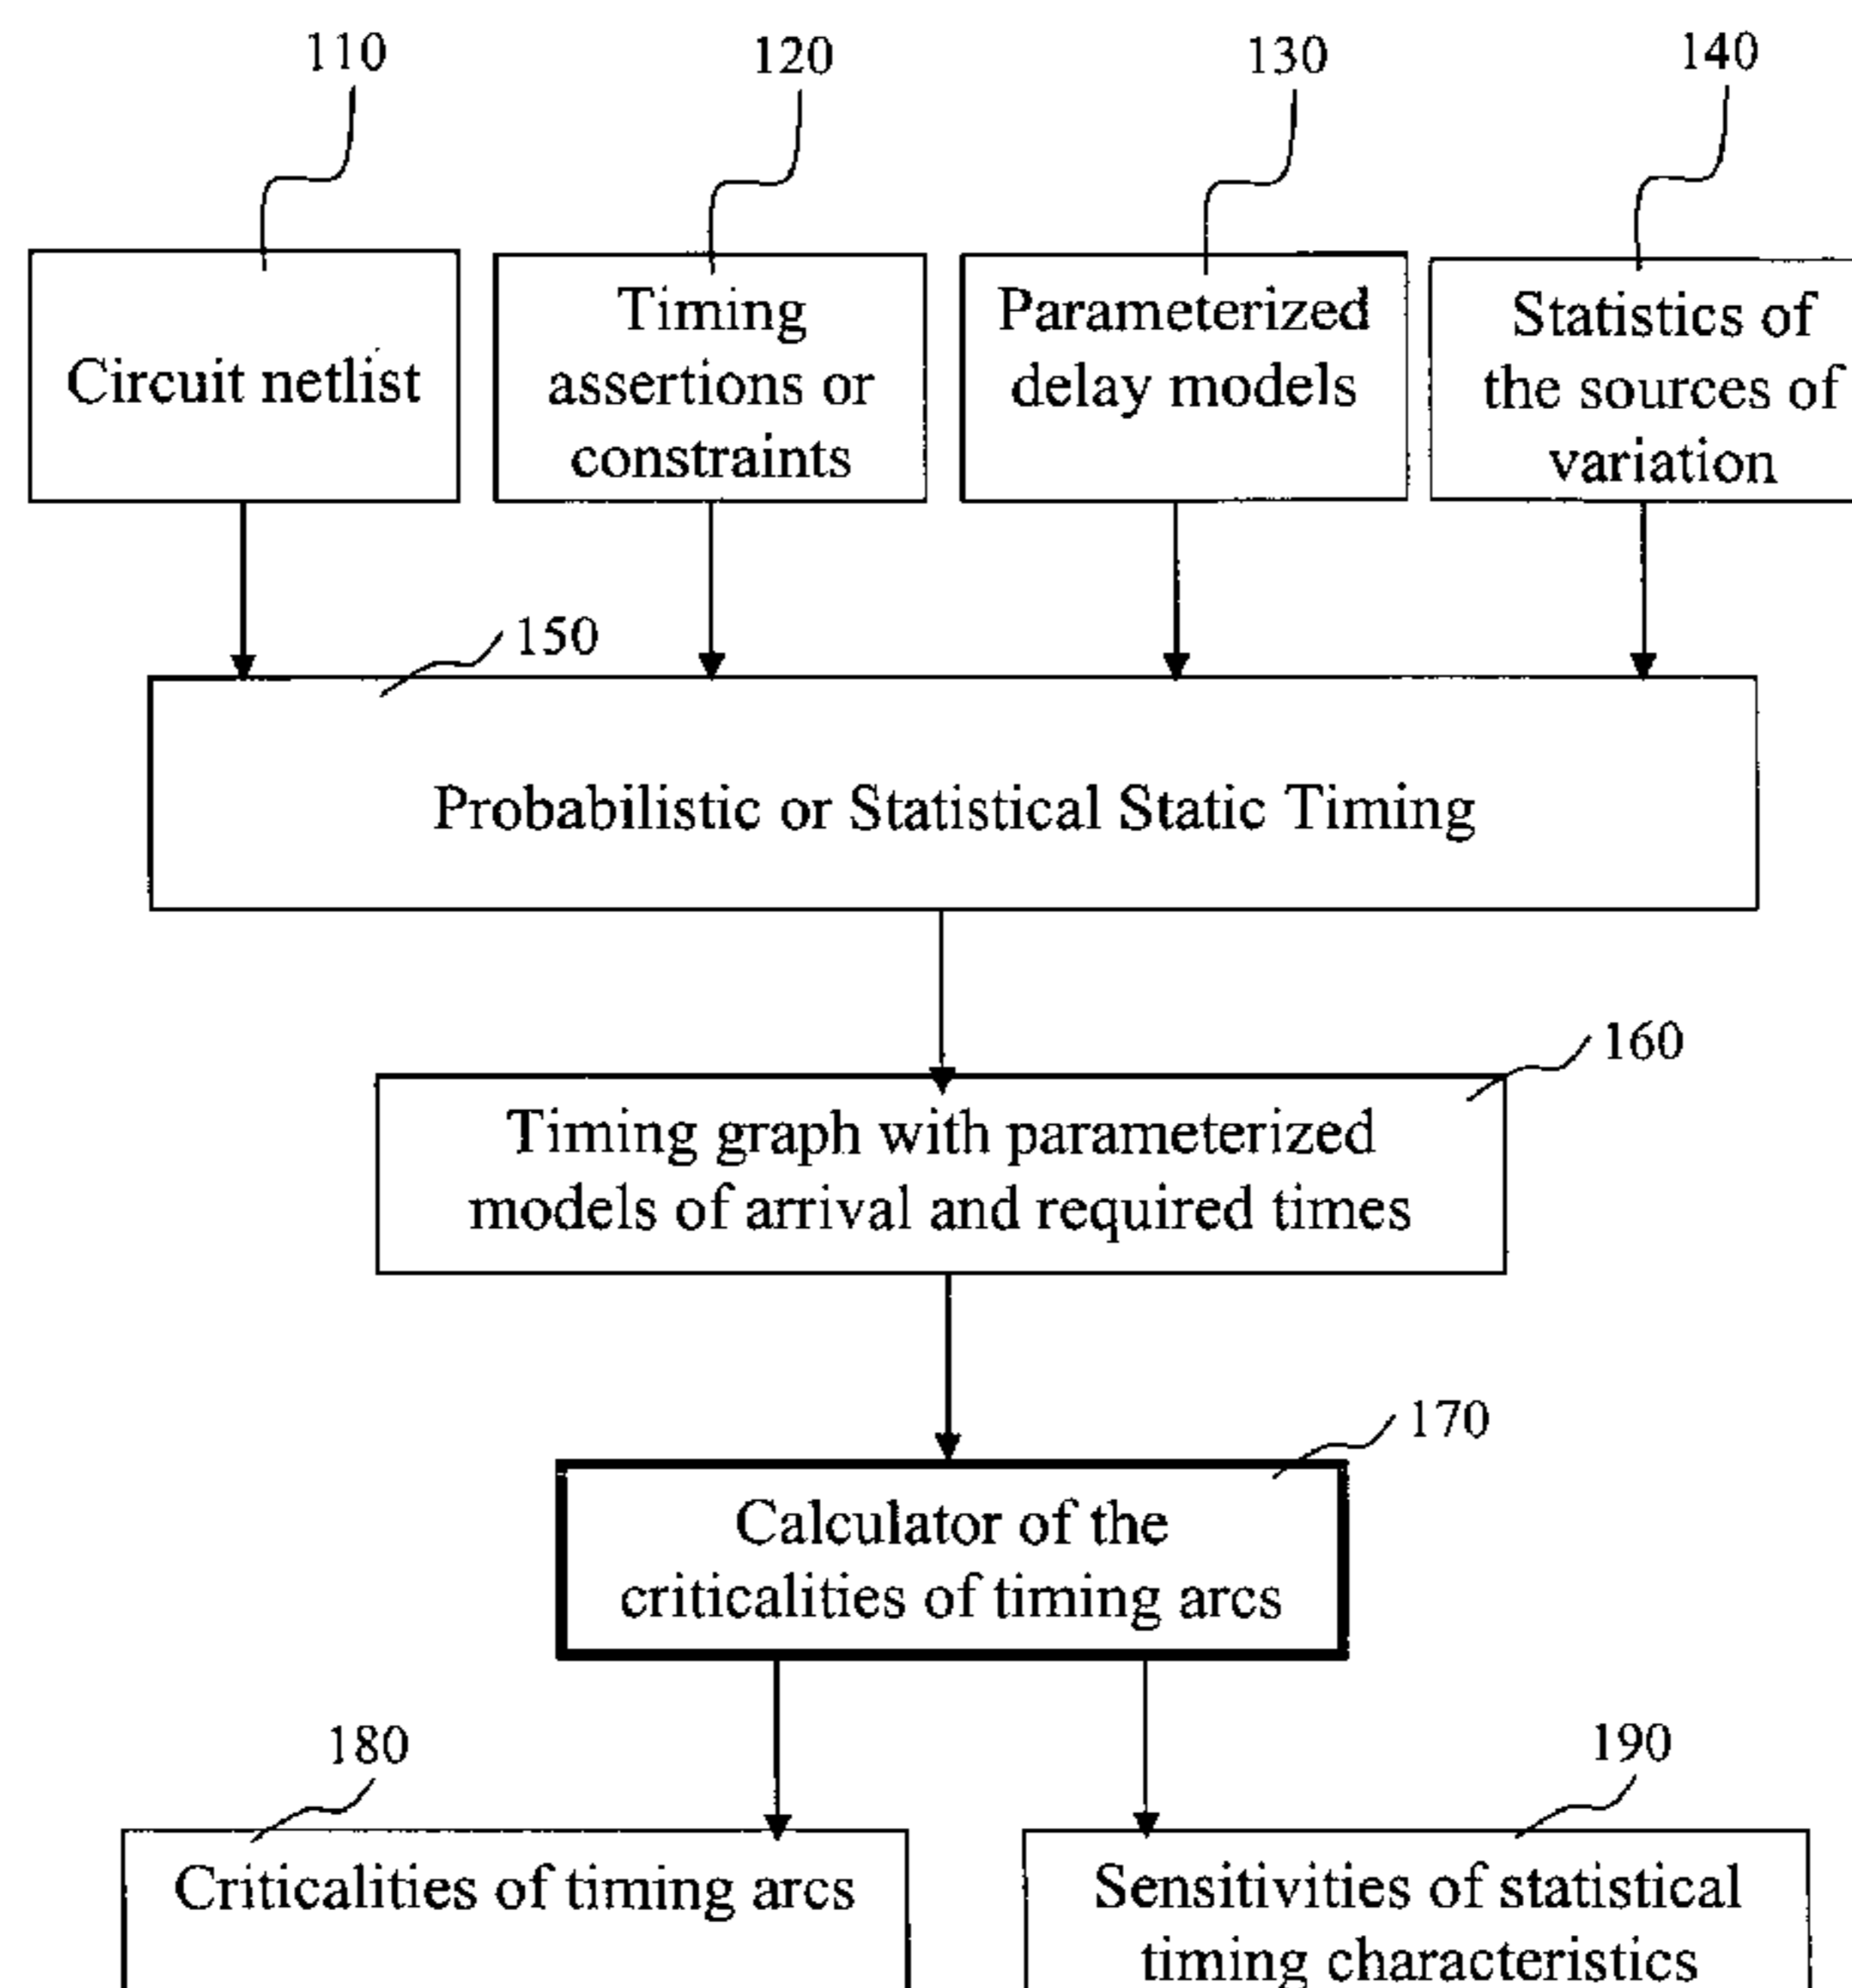 110
120
130
140
Circuit netlist
Timing
assertions or
constraints
Parameterized
delay models
Statistics of
the sources of
variation
150
Probabilistic or Statistical Static Timing
160
Timing graph with parameterized
models of arrival and required times
170
Calculator of the
criticalities of timing arcs
180
190
Criticalities of timing arcs
Sensitivities of statistical
timing characteristics